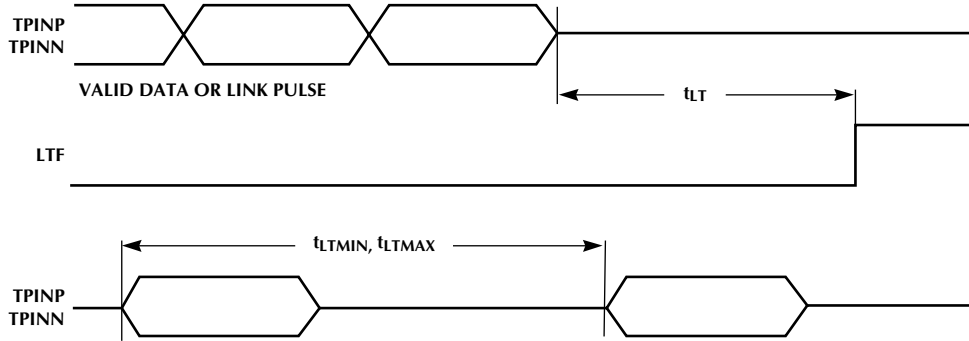 TPINP
TPINN
VALID DATA OR LINK PULSE
tLT
LTF
tLTMIN, tLTMAX
TPINP
TPINN